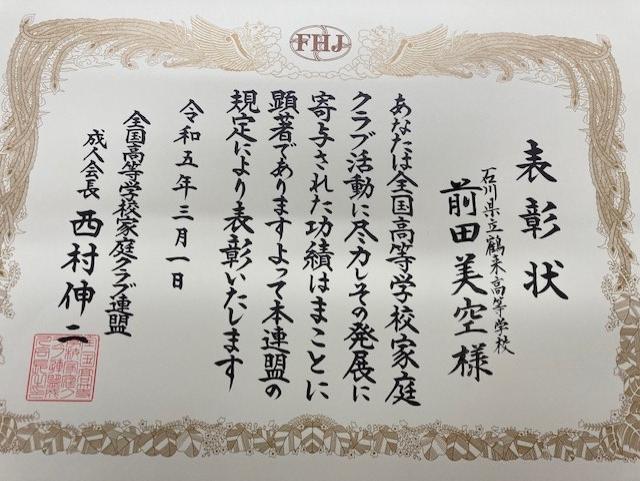 FHJ
表彰状
石川県立鶴来高等学校
前田美空様
あなたは全国高等学校家庭
クラブ活動に尽力しその発展に
寄与された功績はまことに
顕著でありますよって本連盟の
規定により表彰いたします
令和五年三月一日
全国高等学校家庭クラブ連盟
成人会長 西村伸二